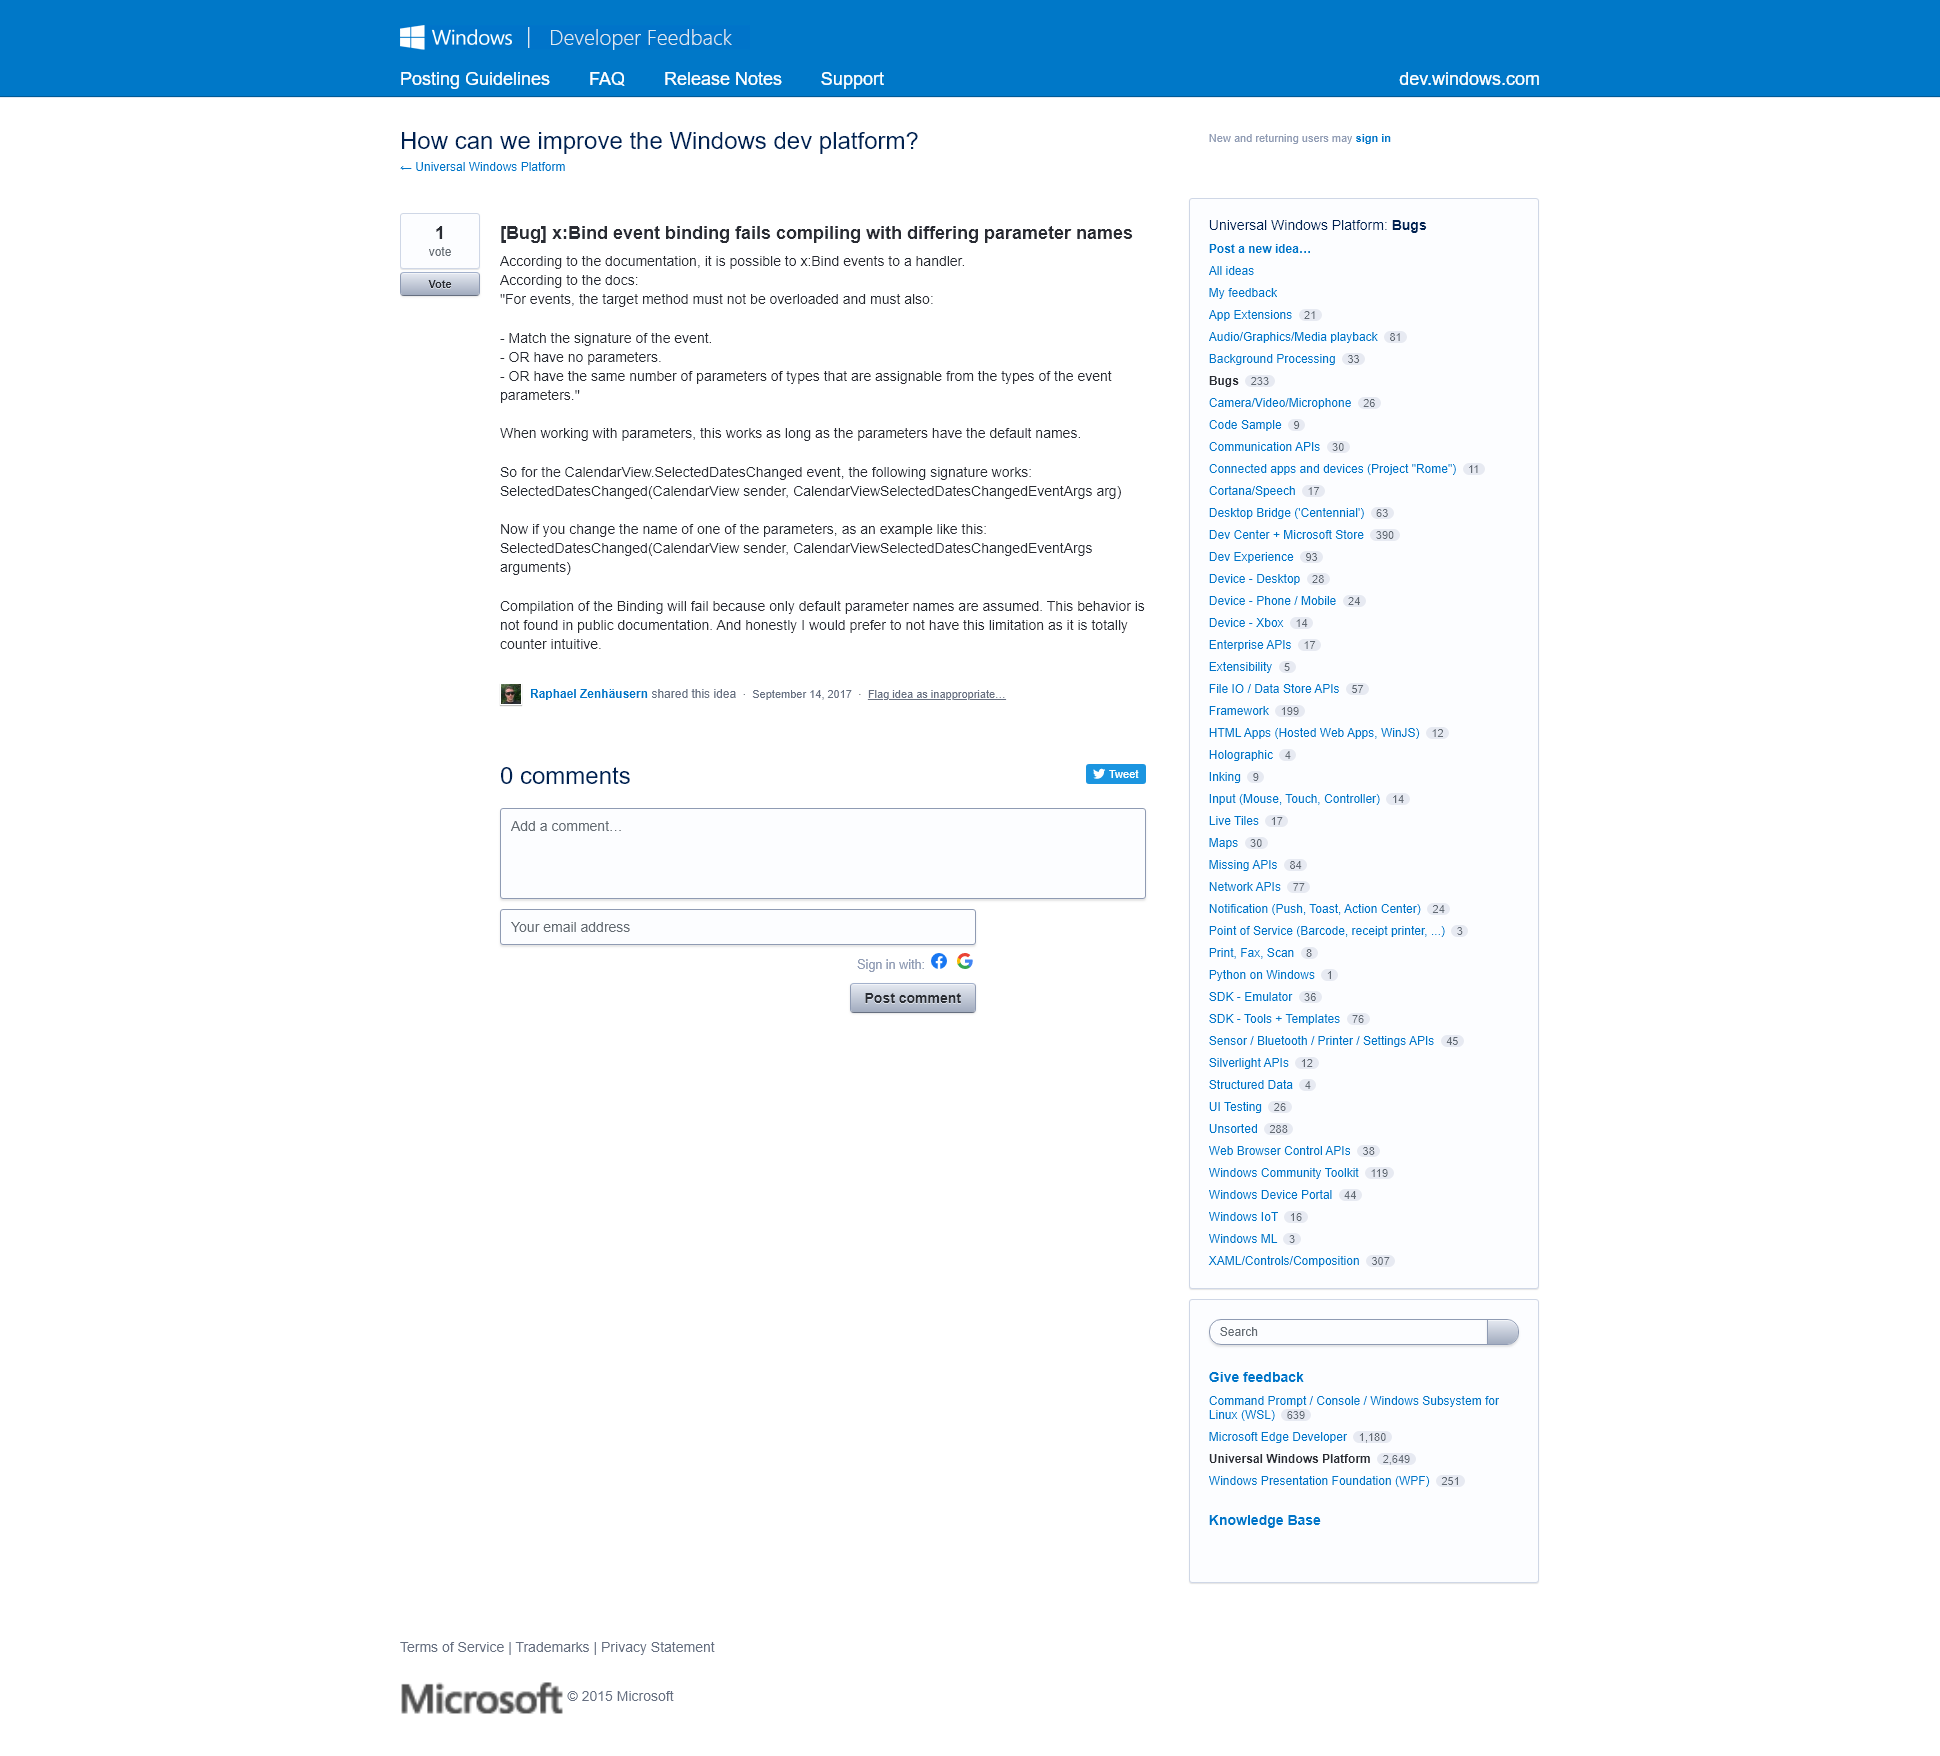 Windows | Developer Feedback
Posting Guidelines FAQ Release Notes Support dev.windows.com
How can we improve the Windows dev platform?
← Universal Windows Platform
New and returning users may sign in
1
vote
Vote
[Bug] x:Bind event binding fails compiling with differing parameter names
According to the documentation, it is possible to x:Bind events to a handler.
According to the docs:
"For events, the target method must not be overloaded and must also:
- Match the signature of the event.
- OR have no parameters.
- OR have the same number of parameters of types that are assignable from the types of the event
parameters."
When working with parameters, this works as long as the parameters have the default names.
So for the CalendarView.SelectedDatesChanged event, the following signature works:
SelectedDatesChanged(CalendarView sender, CalendarViewSelectedDatesChangedEventArgs arg)
Now if you change the name of one of the parameters, as an example like this:
SelectedDatesChanged(CalendarView sender, CalendarViewSelectedDatesChangedEventArgs
arguments)
Compilation of the Binding will fail because only default parameter names are assumed. This behavior is
not found in public documentation. And honestly I would prefer to not have this limitation as it is totally
counter intuitive.
Raphael Zenhäusern shared this idea · September 14, 2017 · Flag idea as inappropriate…
0 comments
Tweet
Add a comment…
Your email address
Sign in with:
Post comment
Universal Windows Platform: Bugs
Post a new idea…
All ideas
My feedback
App Extensions 21
Audio/Graphics/Media playback 81
Background Processing 33
Bugs 233
Camera/Video/Microphone 26
Code Sample 9
Communication APIs 30
Connected apps and devices (Project "Rome") 11
Cortana/Speech 17
Desktop Bridge ('Centennial') 63
Dev Center + Microsoft Store 390
Dev Experience 93
Device - Desktop 28
Device - Phone / Mobile 24
Device - Xbox 14
Enterprise APIs 17
Extensibility 5
File IO / Data Store APIs 57
Framework 199
HTML Apps (Hosted Web Apps, WinJS) 12
Holographic 4
Inking 9
Input (Mouse, Touch, Controller) 14
Live Tiles 17
Maps 30
Missing APIs 84
Network APIs 77
Notification (Push, Toast, Action Center) 24
Point of Service (Barcode, receipt printer, ...) 3
Print, Fax, Scan 8
Python on Windows 1
SDK - Emulator 36
SDK - Tools + Templates 76
Sensor / Bluetooth / Printer / Settings APIs 45
Silverlight APIs 12
Structured Data 4
UI Testing 26
Unsorted 288
Web Browser Control APIs 38
Windows Community Toolkit 119
Windows Device Portal 44
Windows IoT 16
Windows ML 3
XAML/Controls/Composition 307
Search
Give feedback
Command Prompt / Console / Windows Subsystem for
Linux (WSL) 639
Microsoft Edge Developer 1,180
Universal Windows Platform 2,649
Windows Presentation Foundation (WPF) 251
Knowledge Base
Terms of Service | Trademarks | Privacy Statement
Microsoft © 2015 Microsoft